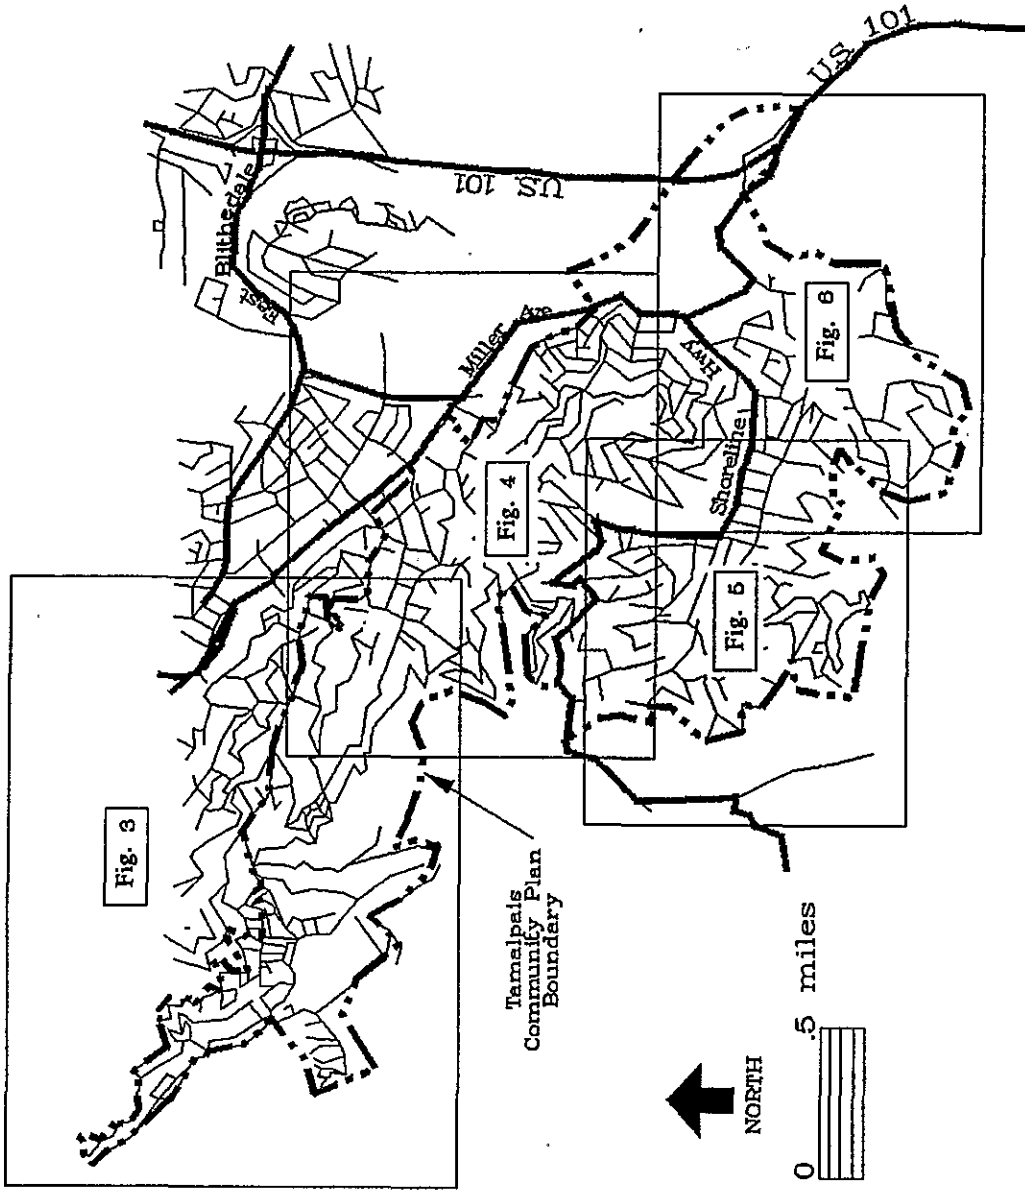 U.S. 101
Blithedale
East
U.S. 101
Miller Ave
Hwy
Shoreline
Fig. 6
Fig. 4
Fig. 5
Fig. 3
Tamalpais
Community Plan
Boundary
NORTH
0 .5 miles